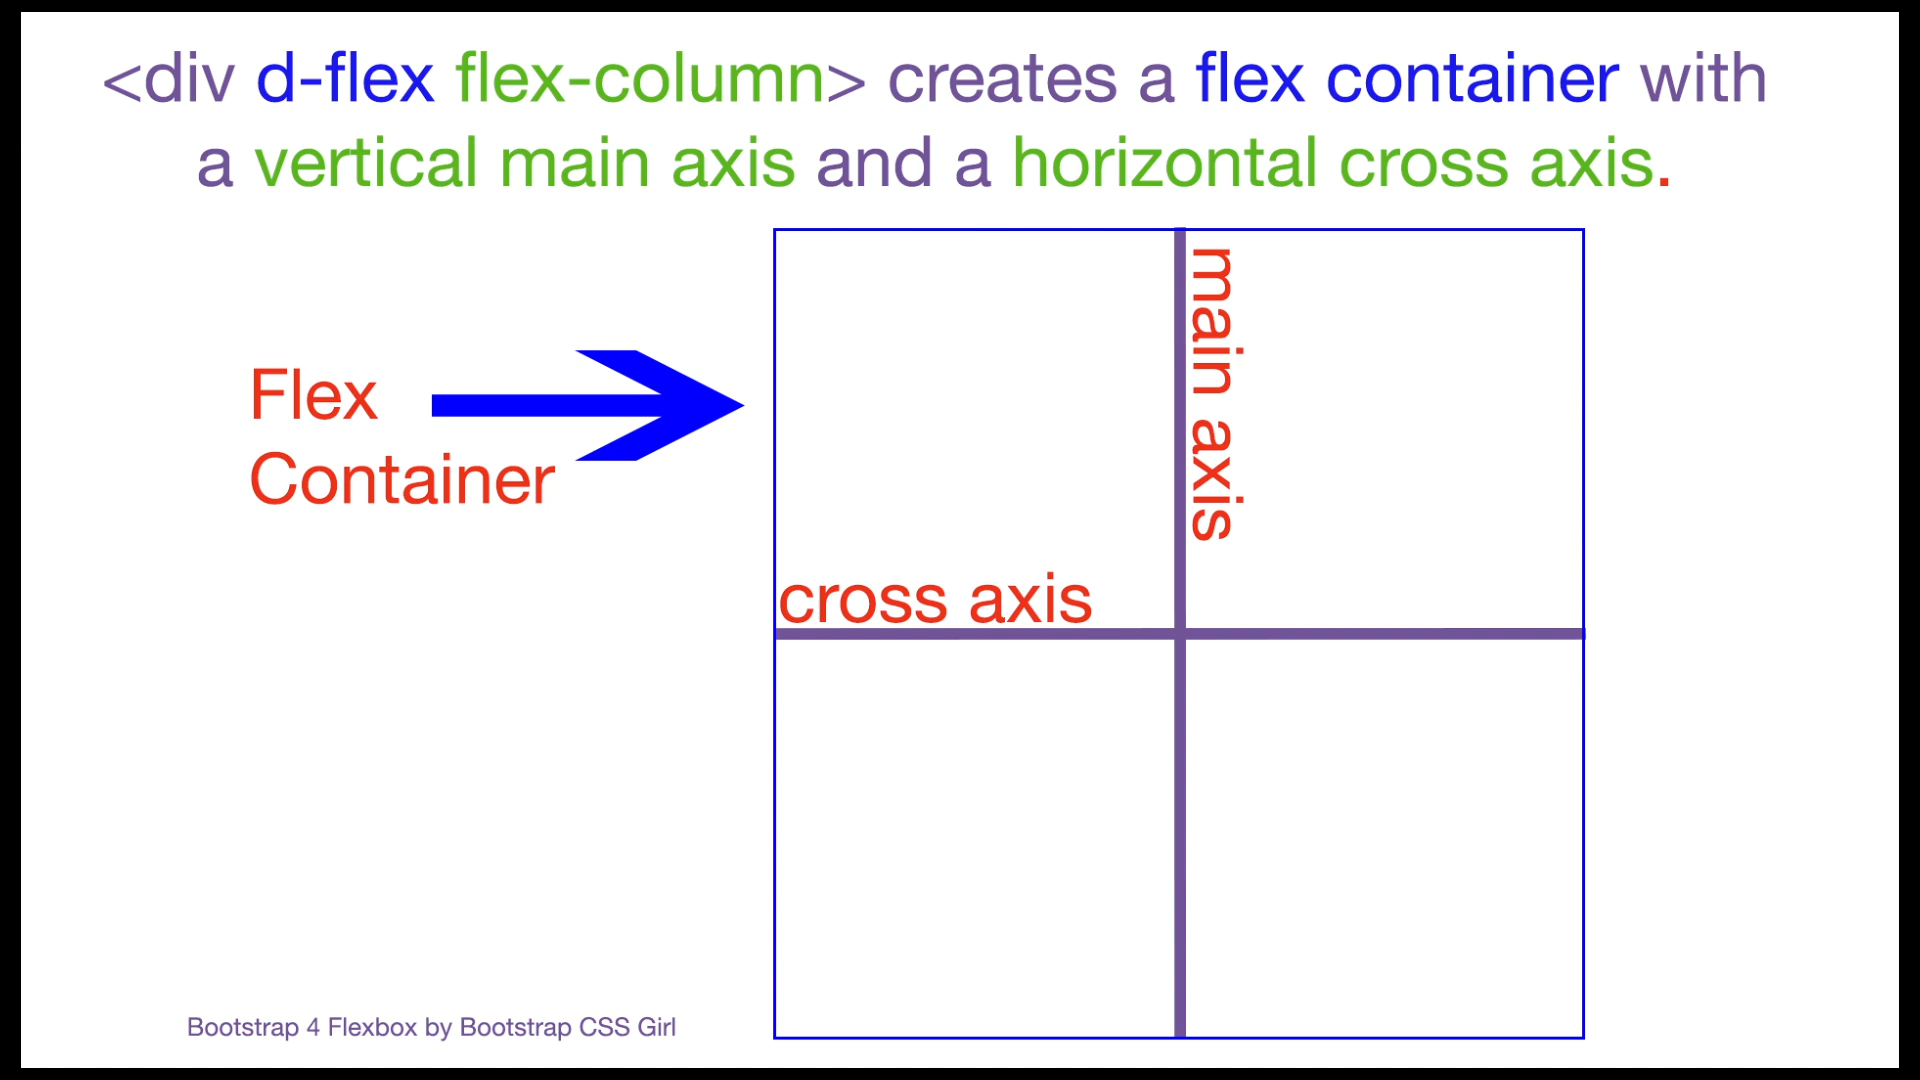 <div d-flex flex-column> creates a flex container with
a vertical main axis and a horizontal cross axis.
main axis
Flex
Container
cross axis
Bootstrap 4 Flexbox by Bootstrap CSS Girl